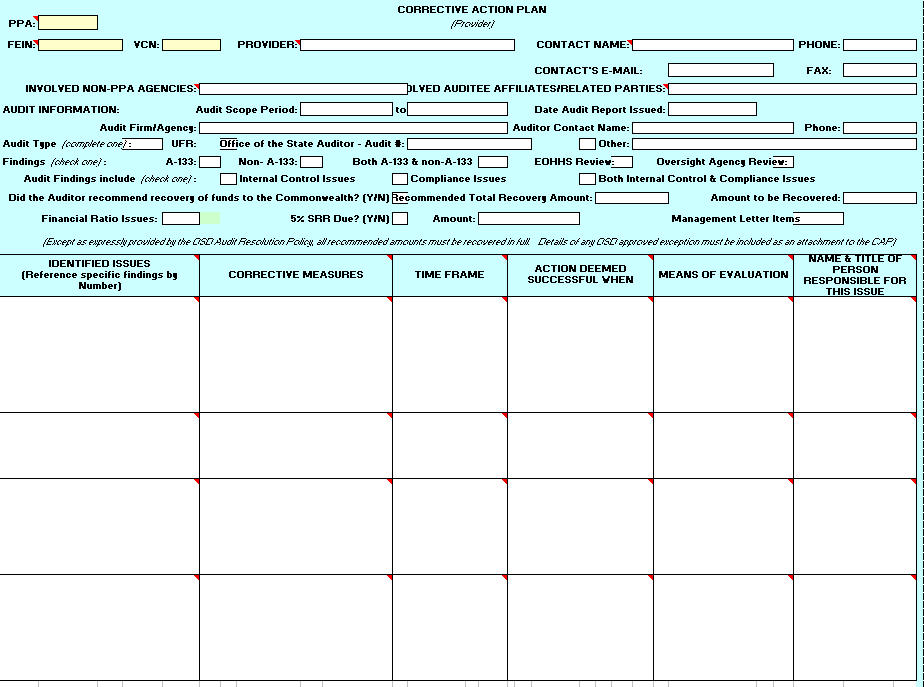 CORRECTIVE ACTION PLAN
PPA: (Provider)
FEIN: VCN: PROVIDER: CONTACT NAME: PHONE:
CONTACT'S E-MAIL: FAX:
INVOLVED NON-PPA AGENCIES: OLVED AUDITEE AFFILIATES/RELATED PARTIES:
AUDIT INFORMATION: Audit Scope Period: to Date Audit Report Issued:
Audit Firm/Agency: Auditor Contact Name: Phone:
Audit Type (complete one): UFR: Office of the State Auditor - Audit #: Other:
Findings (check one) : A-133: Non- A-133: Both A-133 & non-A-133 EOHHS Review: Oversight Agency Review:
Audit Findings include (check one) : Internal Control Issues Compliance Issues Both Internal Control & Compliance Issues
Did the Auditor recommend recovery of funds to the Commonwealth? (Y/N) Recommended Total Recovery Amount: Amount to be Recovered:
Financial Ratio Issues: 5% SRR Due? (Y/N) Amount: Management Letter Items
(Except as expressly provided by the OSD Audit Resolution Policy, all recommended amounts must be recovered in full. Details of any OSD approved exception must be included as an attachment to the CAP)
IDENTIFIED ISSUES
(Reference specific findings by
Number)
CORRECTIVE MEASURES
TIME FRAME
ACTION DEEMED
SUCCESSFUL WHEN
MEANS OF EVALUATION
NAME & TITLE OF
PERSON
RESPONSIBLE FOR
THIS ISSUE